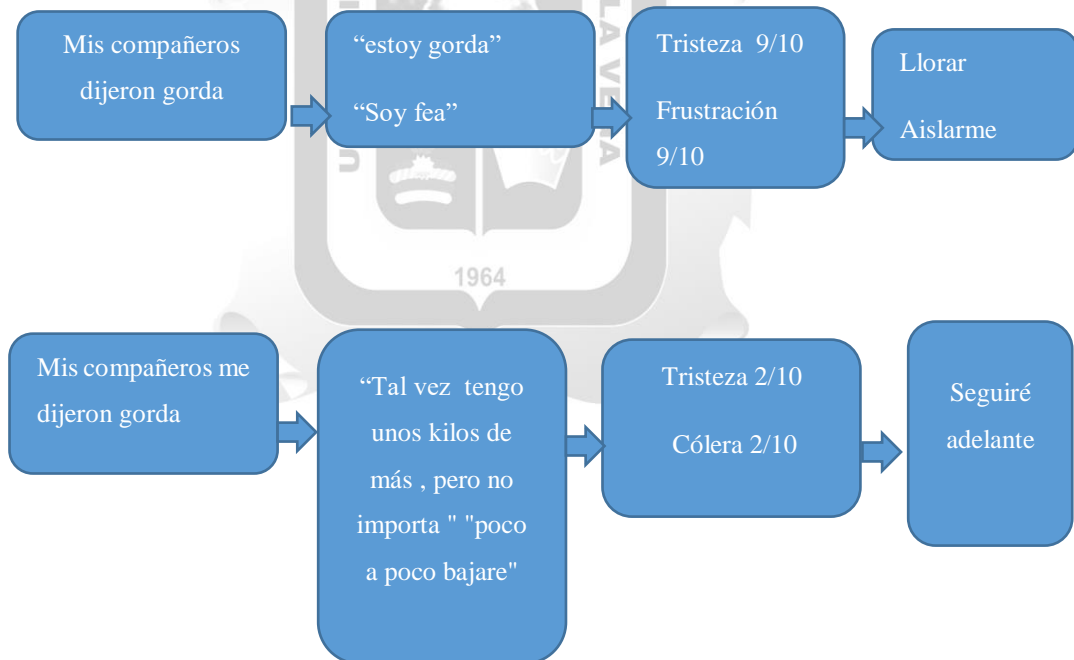 Mis compañeros
dijeron gorda
“estoy gorda”
“Soy fea”
Tristeza 9/10
Frustración
9/10
Llorar
Aislarme
LA VE
1964
Mis compañeros me
dijeron gorda
“Tal vez tengo
unos kilos de
más , pero no
importa " "poco
a poco bajare"
Tristeza 2/10
Cólera 2/10
Seguiré
adelante